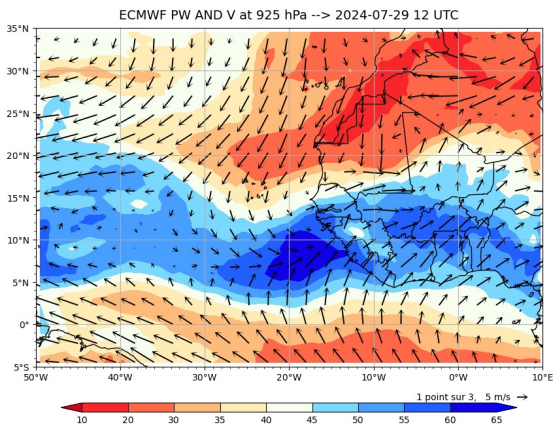 ECMWF PW AND V at 925 hPa --> 2024-07-29 12 UTC
35°N
30°N
25°N
20°N
15°N
10°N
5°N
0°
5°S
50°W 40°W 30°W 20°W 10°W 0°W 10°E
1 point sur 3, 5 m/s
10 20 30 35 40 45 50 55 60 65